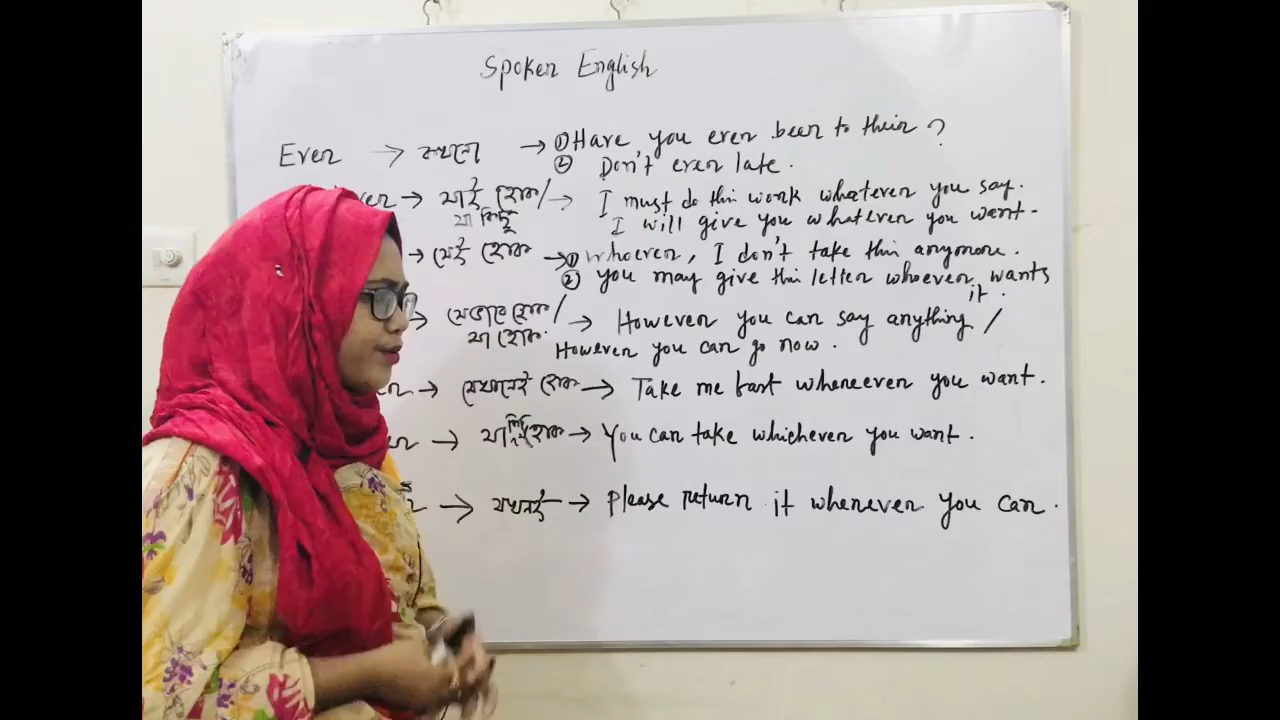 Spoken English
Ever → কখনো → ① Have you ever been to their ?
② Don't ever late .
→ যাই হোক/ → I must do this work whatever you say .
যা কিছু I will give you whatever you want .
→ যেই হোক → ① Whoever, I don't take this anymore .
② you may give this letter whoever wants
it .
→ যেভাবে হোক/ → However you can say anything /
যা হোক However you can go now .
→ যেখানেই হোক → Take me fast whereever you want .
→ যা কিছু হোক → You can take whichever you want .
→ যখনই → Please return it whenever you can .